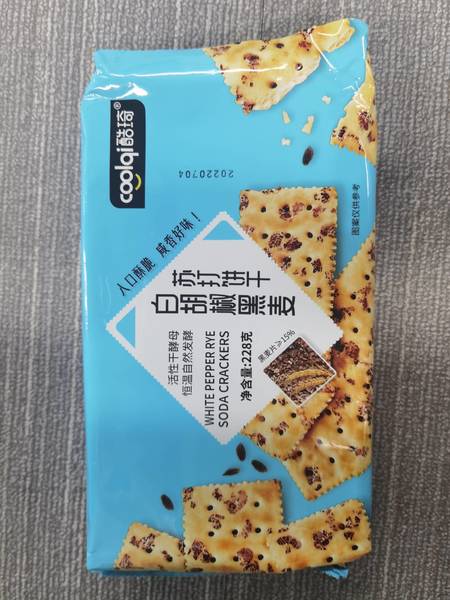 coolqi酷琦®
20220704
入口酥脆 咸香好味！
苏打饼干
白胡椒黑麦
活性干酵母
恒温自然发酵
WHITE PEPPER RYE
SODA CRACKERS
净含量:228克
黑麦片≥15%
图案仅供参考